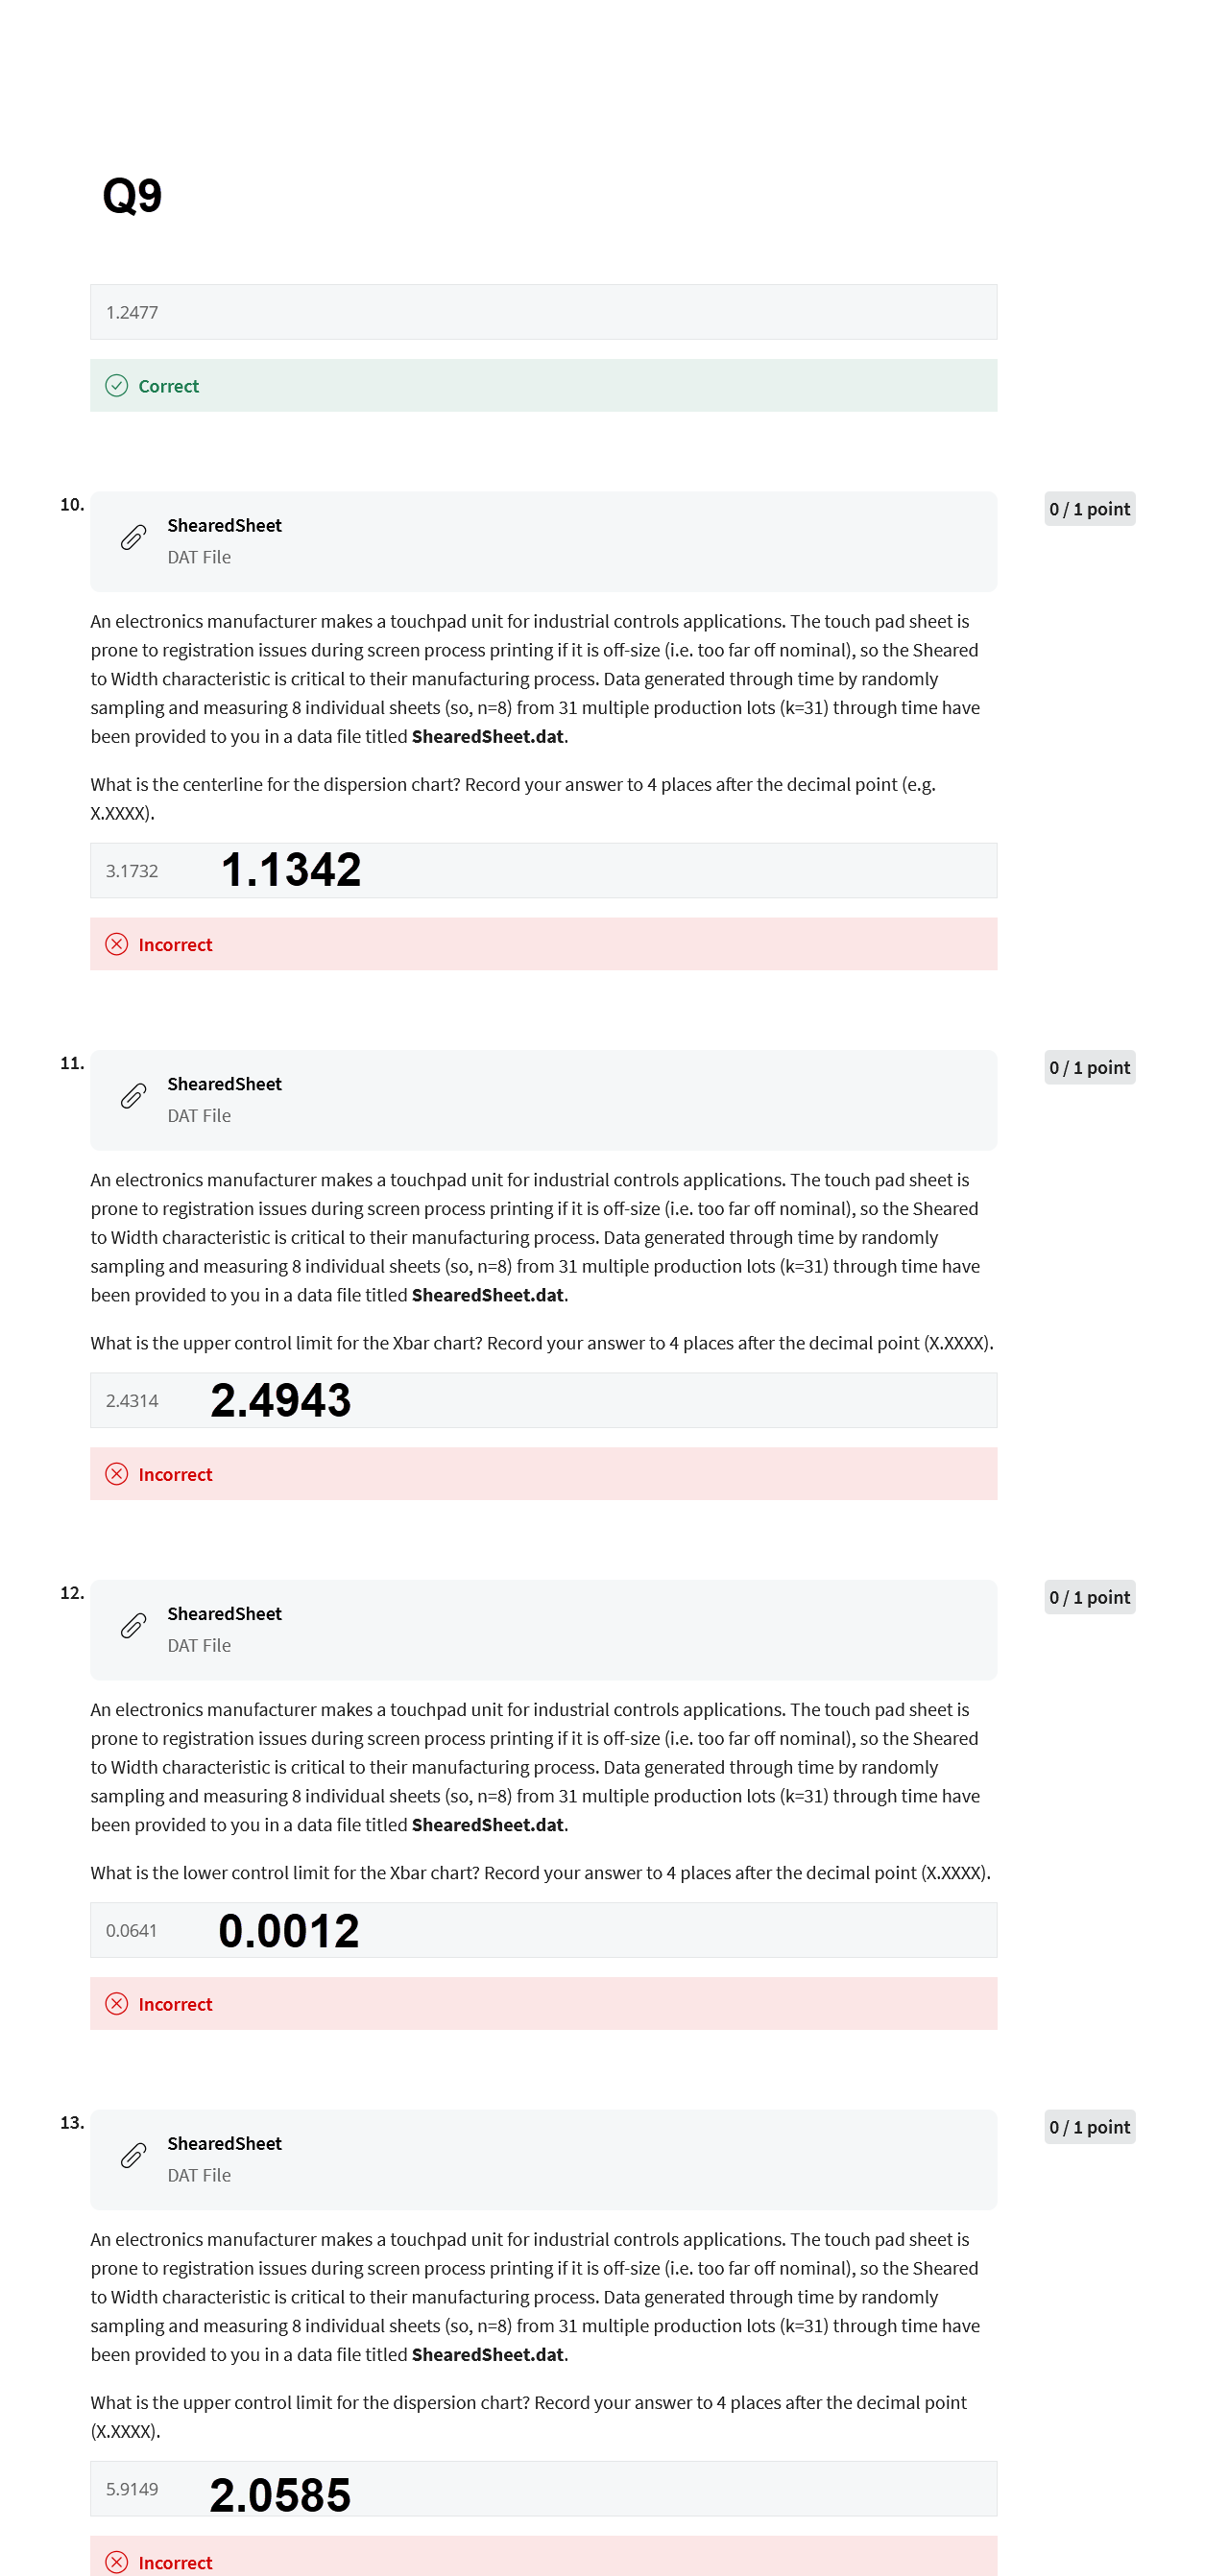 Q9
1.2477
Correct
10.
0 / 1 point
ShearedSheet
DAT File
An electronics manufacturer makes a touchpad unit for industrial controls applications. The touch pad sheet is
prone to registration issues during screen process printing if it is off-size (i.e. too far off nominal), so the Sheared
to Width characteristic is critical to their manufacturing process. Data generated through time by randomly
sampling and measuring 8 individual sheets (so, n=8) from 31 multiple production lots (k=31) through time have
been provided to you in a data file titled ShearedSheet.dat.
What is the centerline for the dispersion chart? Record your answer to 4 places after the decimal point (e.g.
X.XXXX).
3.1732 1.1342
Incorrect
11.
0 / 1 point
ShearedSheet
DAT File
An electronics manufacturer makes a touchpad unit for industrial controls applications. The touch pad sheet is
prone to registration issues during screen process printing if it is off-size (i.e. too far off nominal), so the Sheared
to Width characteristic is critical to their manufacturing process. Data generated through time by randomly
sampling and measuring 8 individual sheets (so, n=8) from 31 multiple production lots (k=31) through time have
been provided to you in a data file titled ShearedSheet.dat.
What is the upper control limit for the Xbar chart? Record your answer to 4 places after the decimal point (X.XXXX).
2.4314 2.4943
Incorrect
12.
0 / 1 point
ShearedSheet
DAT File
An electronics manufacturer makes a touchpad unit for industrial controls applications. The touch pad sheet is
prone to registration issues during screen process printing if it is off-size (i.e. too far off nominal), so the Sheared
to Width characteristic is critical to their manufacturing process. Data generated through time by randomly
sampling and measuring 8 individual sheets (so, n=8) from 31 multiple production lots (k=31) through time have
been provided to you in a data file titled ShearedSheet.dat.
What is the lower control limit for the Xbar chart? Record your answer to 4 places after the decimal point (X.XXXX).
0.0641 0.0012
Incorrect
13.
0 / 1 point
ShearedSheet
DAT File
An electronics manufacturer makes a touchpad unit for industrial controls applications. The touch pad sheet is
prone to registration issues during screen process printing if it is off-size (i.e. too far off nominal), so the Sheared
to Width characteristic is critical to their manufacturing process. Data generated through time by randomly
sampling and measuring 8 individual sheets (so, n=8) from 31 multiple production lots (k=31) through time have
been provided to you in a data file titled ShearedSheet.dat.
What is the upper control limit for the dispersion chart? Record your answer to 4 places after the decimal point
(X.XXXX).
5.9149 2.0585
Incorrect